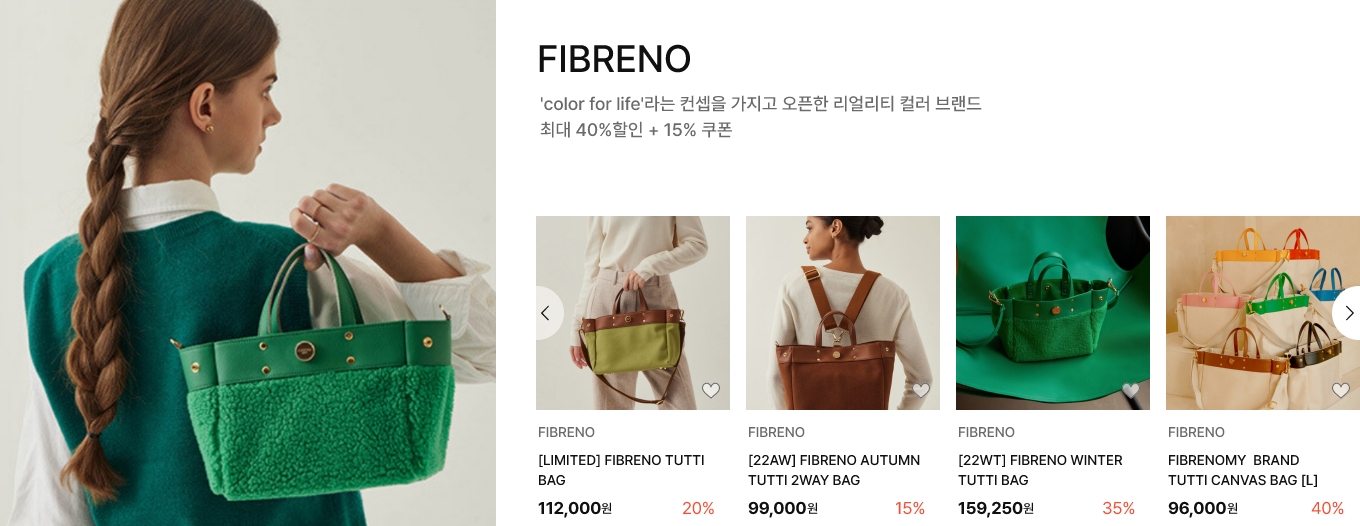 FIBRENO
'color for life'라는 컨셉을 가지고 오픈한 리얼리티 컬러 브랜드
최대 40%할인 + 15% 쿠폰
FIBRENO
[LIMITED] FIBRENO TUTTI
BAG
112,000원 20%
FIBRENO
[22AW] FIBRENO AUTUMN
TUTTI 2WAY BAG
99,000원 15%
FIBRENO
[22WT] FIBRENO WINTER
TUTTI BAG
159,250원 35%
FIBRENO
FIBRENOMY BRAND
TUTTI CANVAS BAG [L]
96,000원 40%